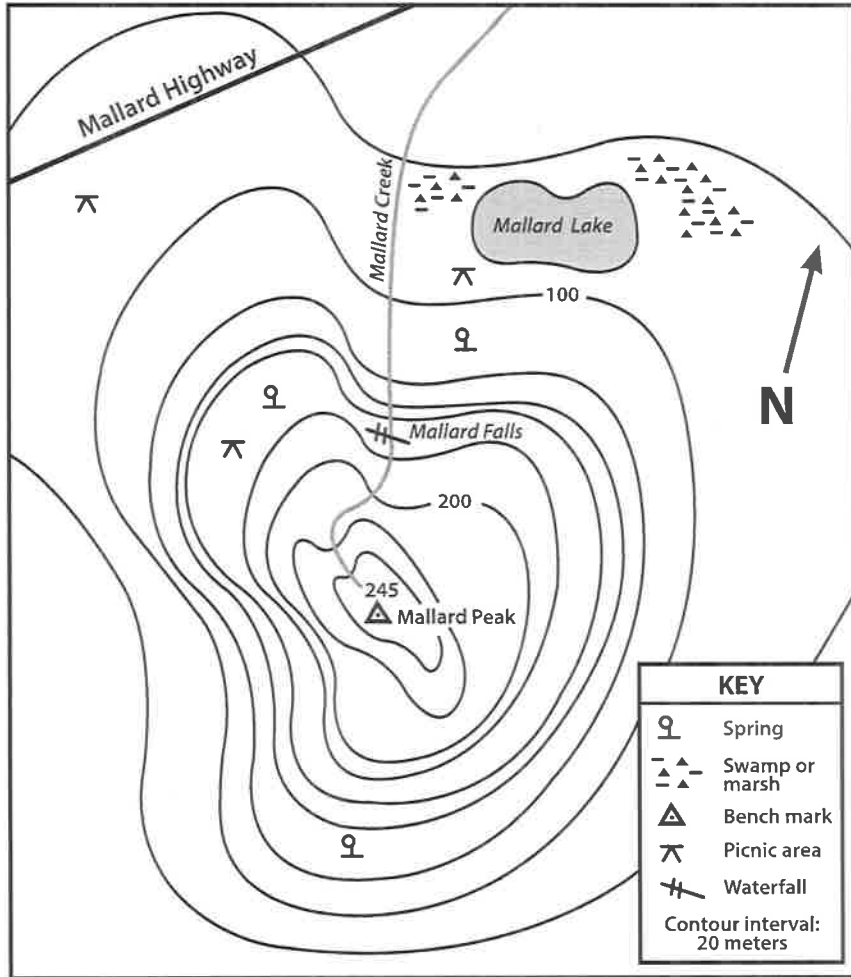 Mallard Highway
Mallard Creek
Mallard Lake
100
N
Mallard Falls
200
245
Mallard Peak
KEY
Spring
Swamp or
marsh
Bench mark
Picnic area
Waterfall
Contour interval:
20 meters